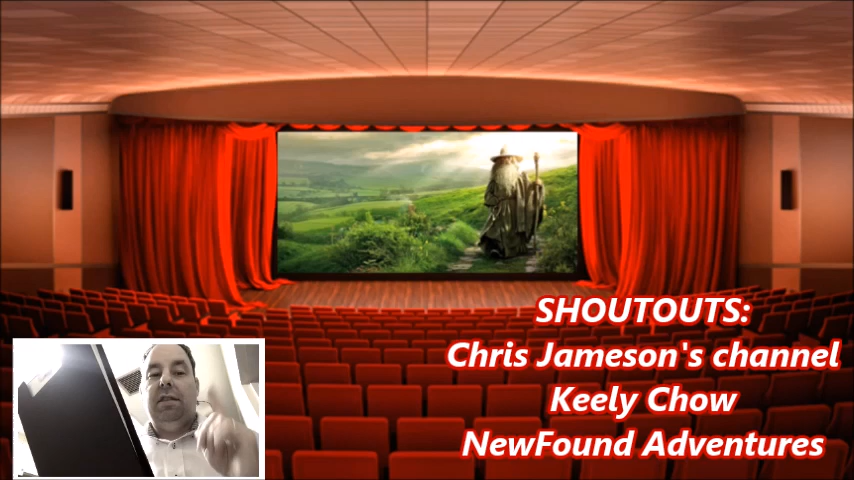 SHOUTOUTS:
Chris Jameson's channel
Keely Chow
NewFound Adventures